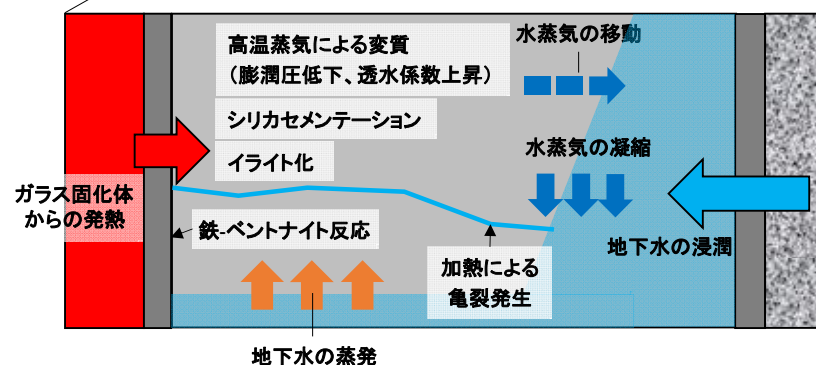 高温蒸気による変質
（膨潤圧低下、透水係数上昇）
シリカセメンテーション
イライト化
水蒸気の移動
水蒸気の凝縮
ガラス固化体
からの発熱
鉄-ベントナイト反応
加熱による
亀裂発生
地下水の浸潤
地下水の蒸発